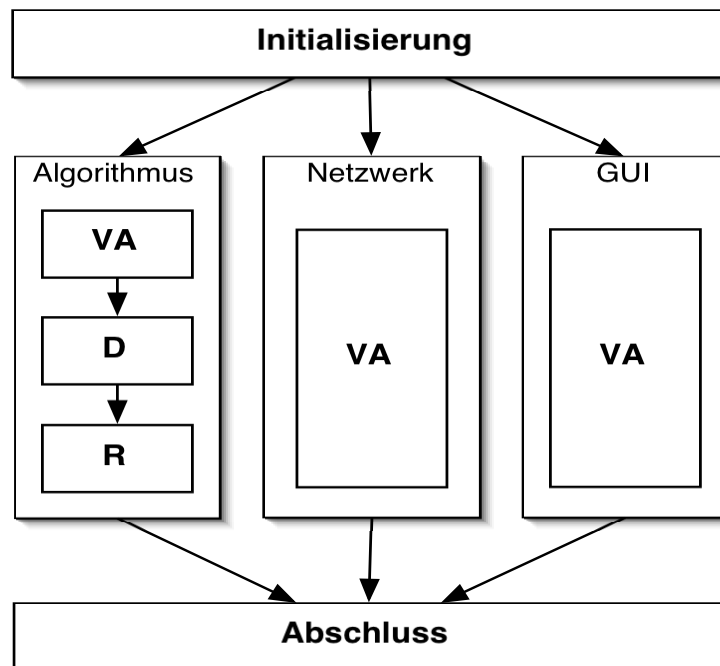 Initialisierung
Algorithmus
VA
D
R
Netzwerk
VA
GUI
VA
Abschluss